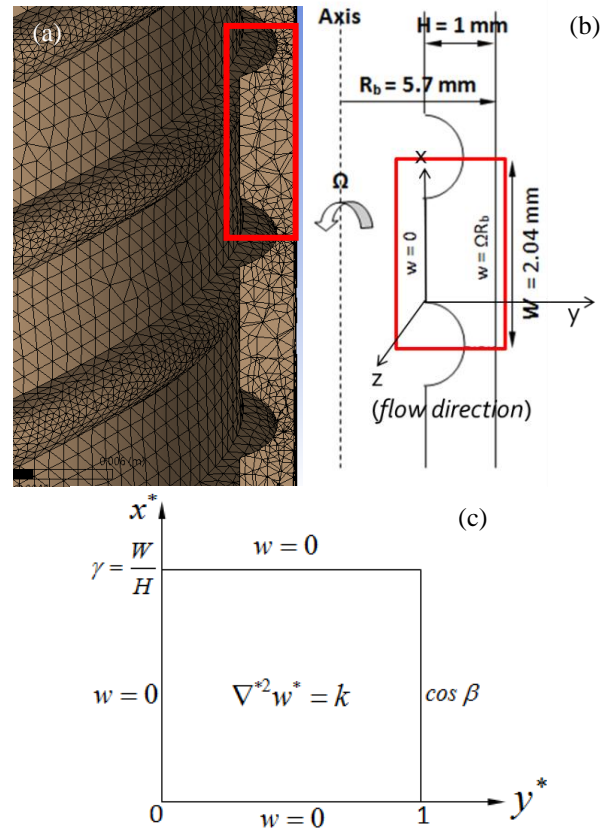 (a)
0.006 (m)
(b)
Axis
H = 1 mm
R_b = 5.7 mm
Ω
x
w = 0
w = ΩR_b
W = 2.04 mm
y
z
(flow direction)
(c)
x*
w = 0
γ = W/H
w = 0
∇*² w* = k
cos β
0
w = 0
1
y*